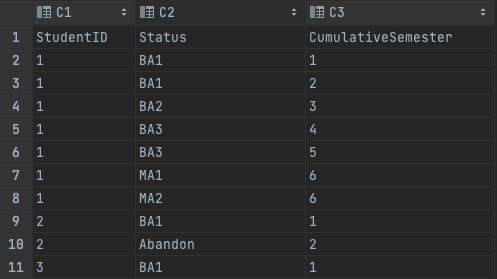 C1 C2 C3
1 StudentID Status CumulativeSemester
2 1 BA1 1
3 1 BA1 2
4 1 BA2 3
5 1 BA3 4
6 1 BA3 5
7 1 MA1 6
8 1 MA2 6
9 2 BA1 1
10 2 Abandon 2
11 3 BA1 1